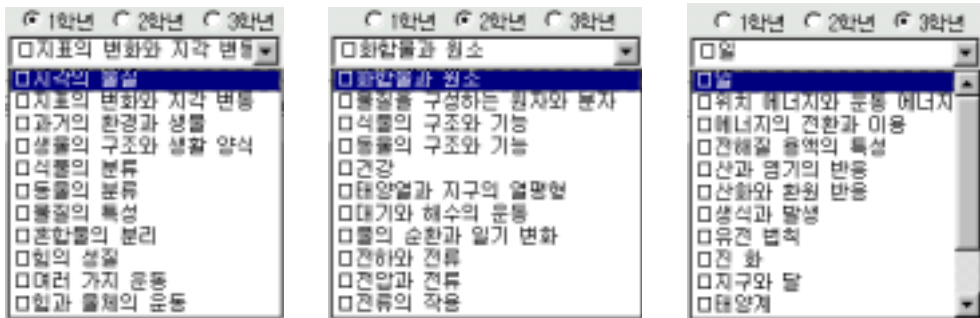 1학년 2학년 3학년
□지표의 변화와 지각 변동
□지각의 물질
□지표의 변화와 지각 변동
□과거의 환경과 생물
□생물의 구조와 생활 양식
□식물의 분류
□동물의 분류
□물질의 특성
□혼합물의 분리
□힘의 성질
□여러 가지 운동
□힘과 물체의 운동
1학년 2학년 3학년
□화합물과 원소
□화합물과 원소
□물질을 구성하는 원자와 분자
□식물의 구조와 기능
□동물의 구조와 기능
□건강
□태양열과 지구의 열평형
□대기와 해수의 운동
□물의 순환과 일기 변화
□전하와 전류
□전압과 전류
□전류의 작용
1학년 2학년 3학년
□일
□일
□위치 에너지와 운동 에너지
□에너지의 전환과 이용
□전해질 용액의 특성
□산과 염기의 반응
□산화와 환원 반응
□생식과 발생
□유전 법칙
□진 화
□지구와 달
□태양계